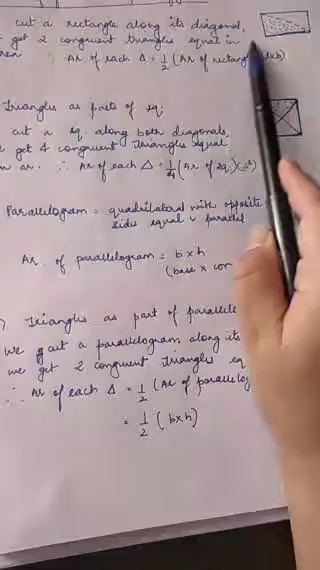 cut a rectangle along its diagonal,
get 2 congruent triangles equal in
∴ Ar of each Δ = 1/2 (Ar of rectang x b)
Triangles as parts of sq:
cut a sq. along both diagonals,
get 4 congruent triangles equal
ar. ∴ Ar of each Δ = 1/4 (Ar of sq.)
Parallelogram = quadrilateral with opposite
sides equal & parallel
Ar. of parallelogram = b x h
(base x
Triangles as part of parallel
We cut a parallelogram along its
we get 2 congruent triangles eq
∴ Ar of each Δ = 1/2 (Ar of parallelog
= 1/2 (b x h)